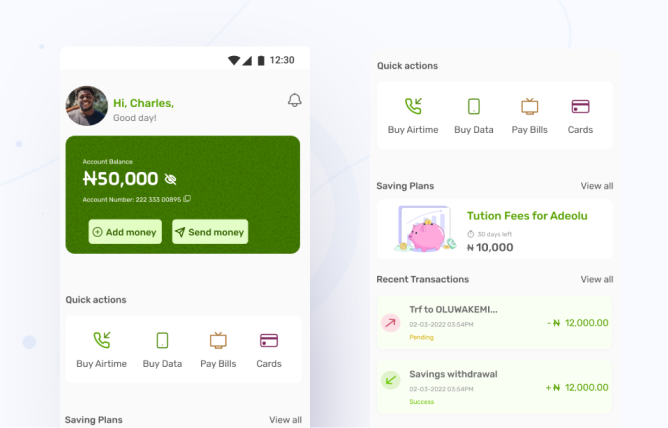 12:30
Hi, Charles,
Good day!
Account Balance
₦50,000
Account Number: 222 333 00895
Add money
Send money
Quick actions
Buy Airtime
Buy Data
Pay Bills
Cards
Saving Plans
View all
Quick actions
Buy Airtime
Buy Data
Pay Bills
Cards
Saving Plans
View all
Tution Fees for Adeolu
30 days left
₦ 10,000
Recent Transactions
View all
Trf to OLUWAKEMI...
02-03-2022 03:54PM
Pending
- ₦ 12,000.00
Savings withdrawal
02-03-2022 03:54PM
Success
+ ₦ 12,000.00